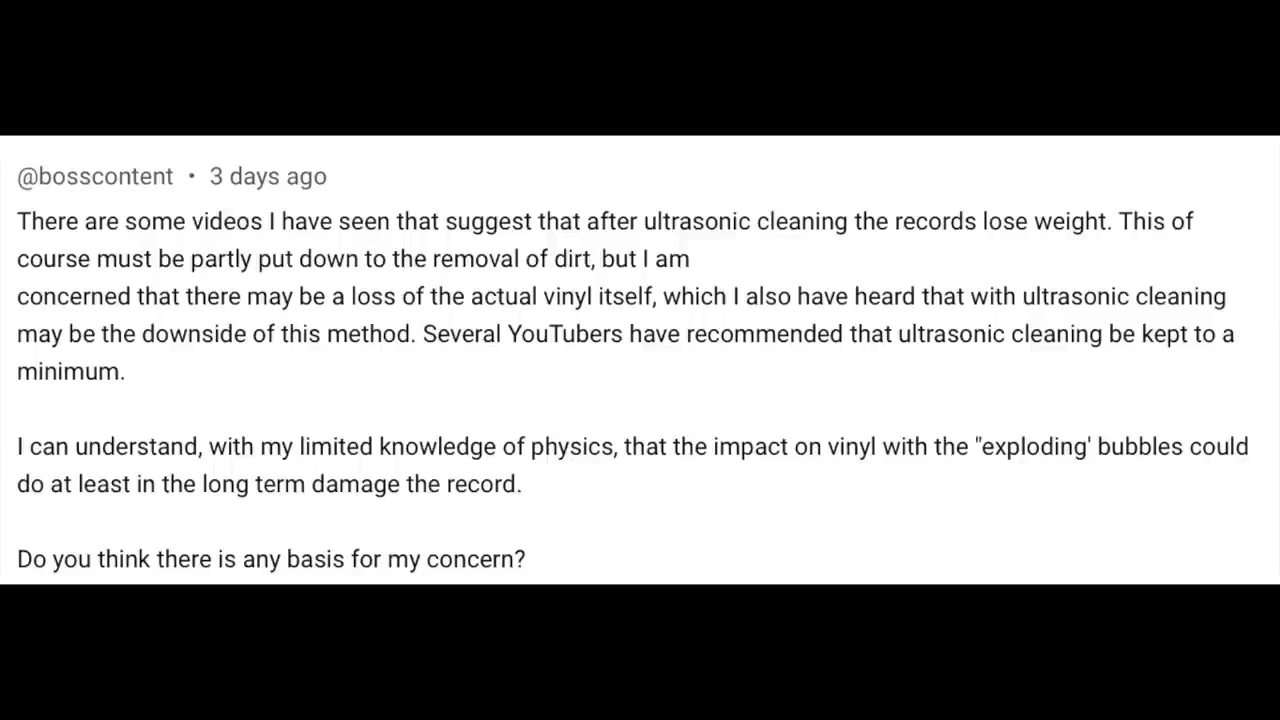 @bosscontent • 3 days ago
There are some videos I have seen that suggest that after ultrasonic cleaning the records lose weight. This of
course must be partly put down to the removal of dirt, but I am
concerned that there may be a loss of the actual vinyl itself, which I also have heard that with ultrasonic cleaning
may be the downside of this method. Several YouTubers have recommended that ultrasonic cleaning be kept to a
minimum.
I can understand, with my limited knowledge of physics, that the impact on vinyl with the "exploding' bubbles could
do at least in the long term damage the record.
Do you think there is any basis for my concern?